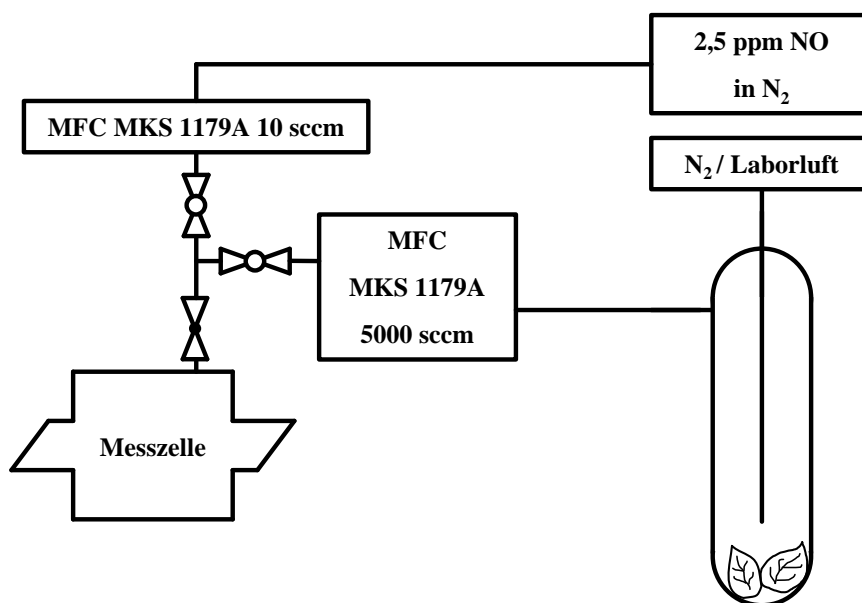 2,5 ppm NO
in N₂
MFC MKS 1179A 10 sccm
N₂ / Laborluft
MFC
MKS 1179A
5000 sccm
Messzelle